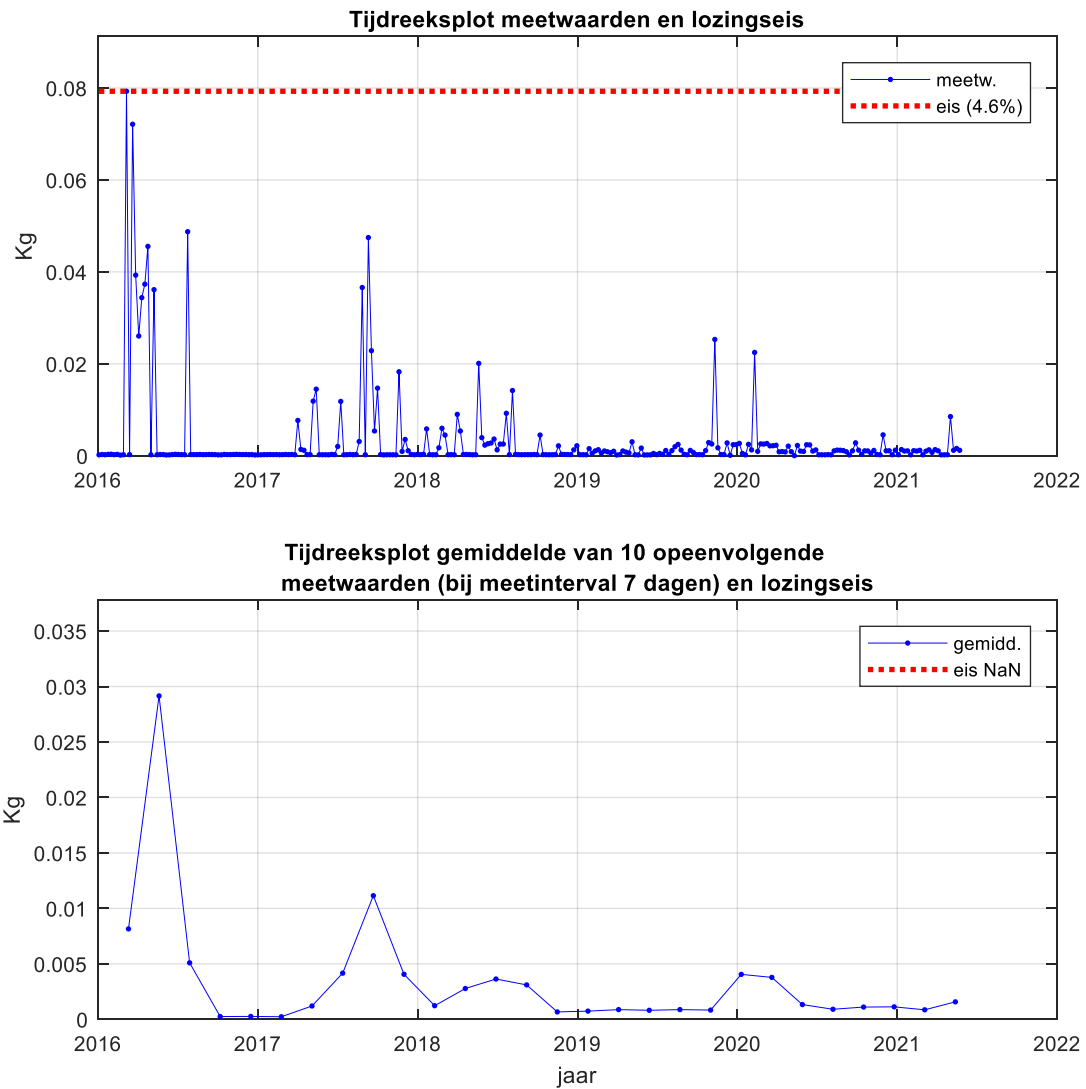 Tijdreeksplot meetwaarden en lozingseis
meetw.
eis (4.6%)
Kg
0.08
0.06
0.04
0.02
0
2016 2017 2018 2019 2020 2021 2022
Tijdreeksplot gemiddelde van 10 opeenvolgende
meetwaarden (bij meetinterval 7 dagen) en lozingseis
gemidd.
eis NaN
Kg
0.035
0.03
0.025
0.02
0.015
0.01
0.005
0
2016 2017 2018 2019 2020 2021 2022
jaar